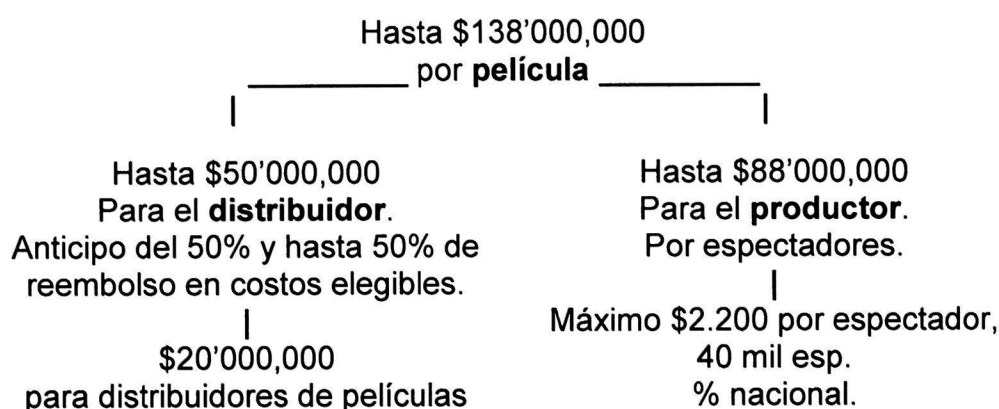 Hasta $138'000,000
por película
Hasta $50'000,000
Para el distribuidor.
Anticipo del 50% y hasta 50% de
reembolso en costos elegibles.
$20'000,000
para distribuidores de películas
Hasta $88'000,000
Para el productor.
Por espectadores.
Máximo $2.200 por espectador,
40 mil esp.
% nacional.